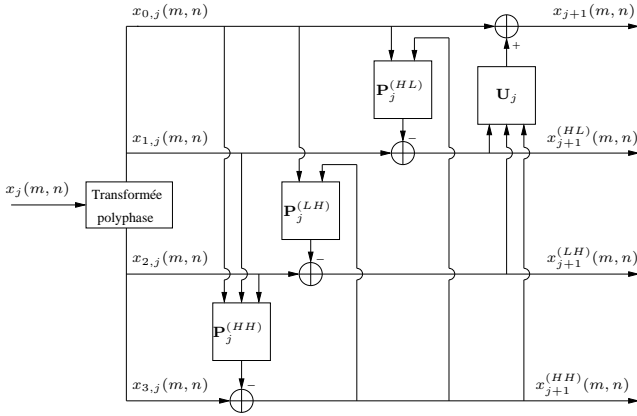 x_{0,j}(m,n) x_{j+1}(m,n)
P_j^{(HL)} U_j
+
−
x_{1,j}(m,n) x_{j+1}^{(HL)}(m,n)
x_j(m,n) Transformée
polyphase
P_j^{(LH)}
−
x_{2,j}(m,n) x_{j+1}^{(LH)}(m,n)
P_j^{(HH)}
−
x_{3,j}(m,n) x_{j+1}^{(HH)}(m,n)